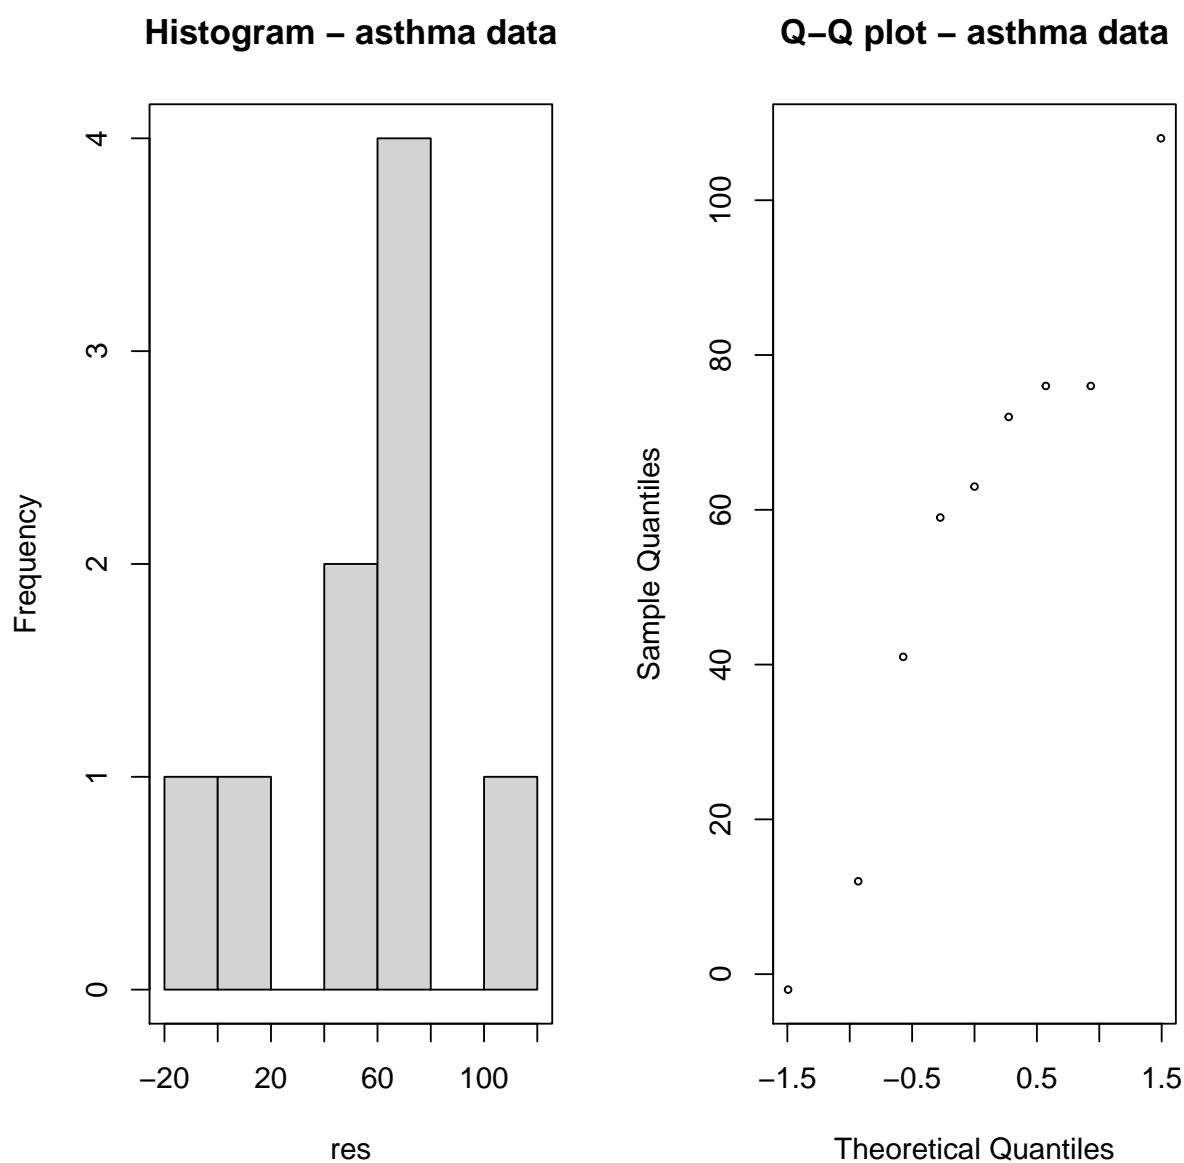 Histogram − asthma data
Frequency
4
3
2
1
0
−20 20 60 100
res
Q−Q plot − asthma data
Sample Quantiles
100
80
60
40
20
0
−1.5 −0.5 0.5 1.5
Theoretical Quantiles